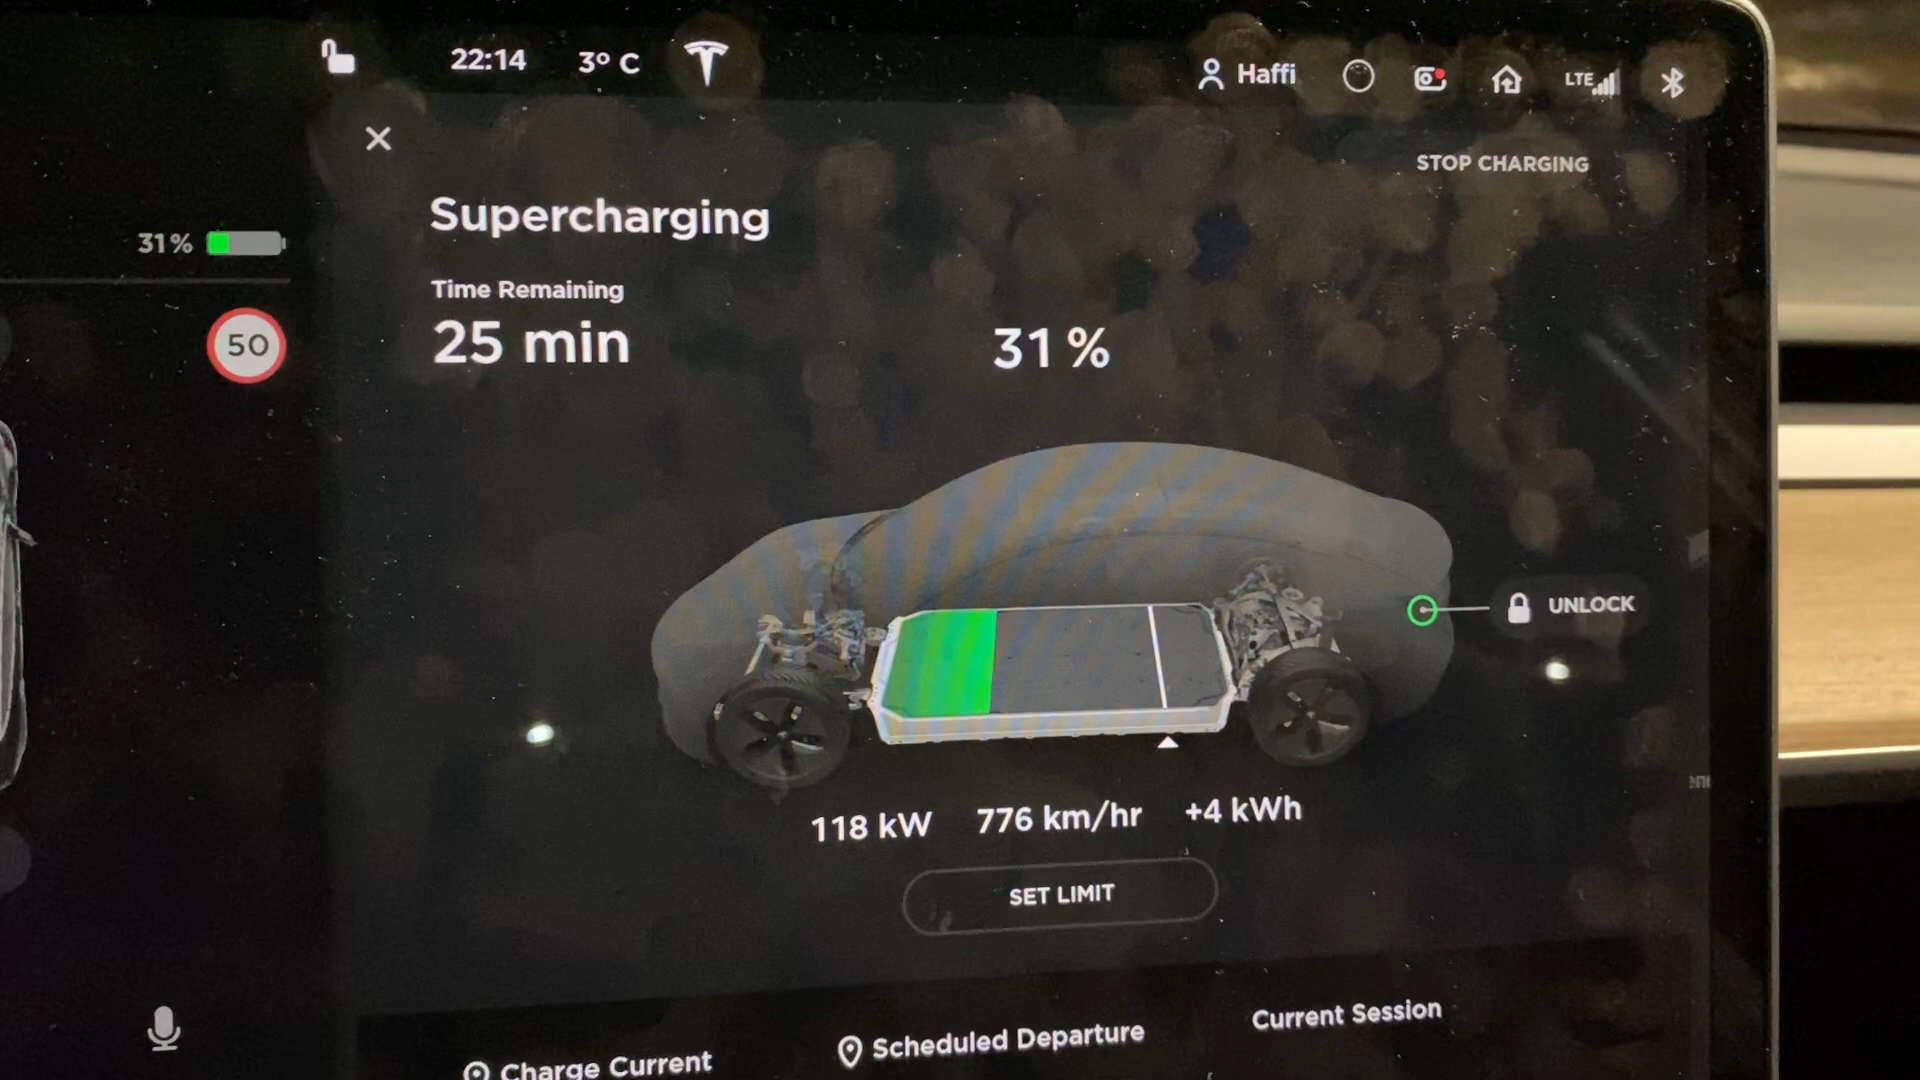 22:14
3° C
Haffi
LTE
STOP CHARGING
31%
50
Supercharging
Time Remaining
25 min
31 %
UNLOCK
118 kW
776 km/hr
+4 kWh
SET LIMIT
Charge Current
Scheduled Departure
Current Session